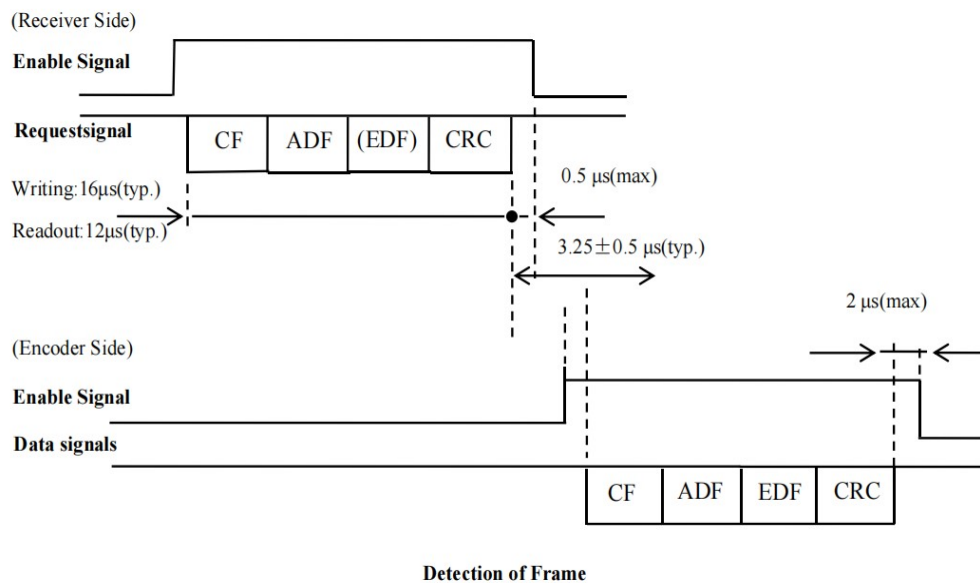 (Receiver Side)
Enable Signal
Requestsignal
CF ADF (EDF) CRC
Writing:16μs(typ.)
0.5 μs(max)
Readout:12μs(typ.)
3.25±0.5 μs(typ.)
2 μs(max)
(Encoder Side)
Enable Signal
Data signals
CF ADF EDF CRC
Detection of Frame